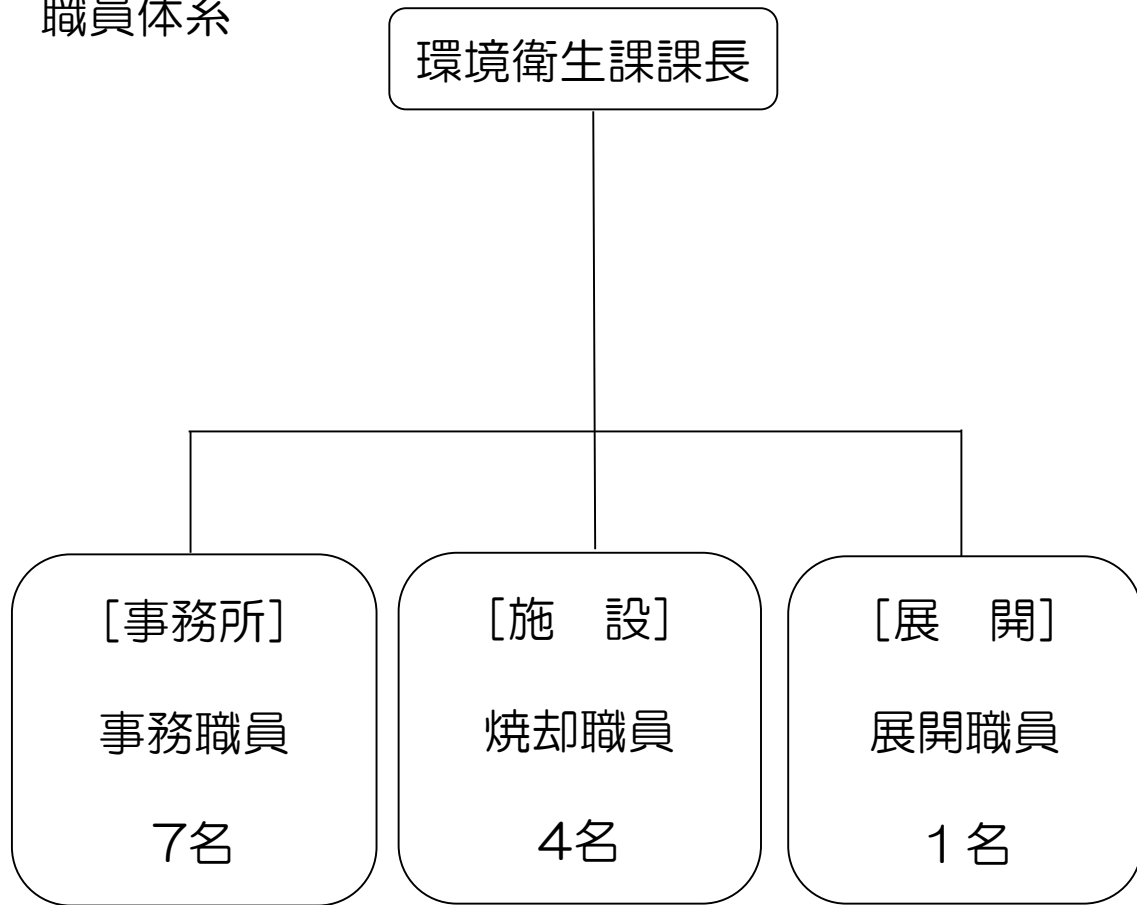 職員体系
環境衛生課課長
[事務所]
事務職員
7名
[施　設]
焼却職員
4名
[展　開]
展開職員
1名